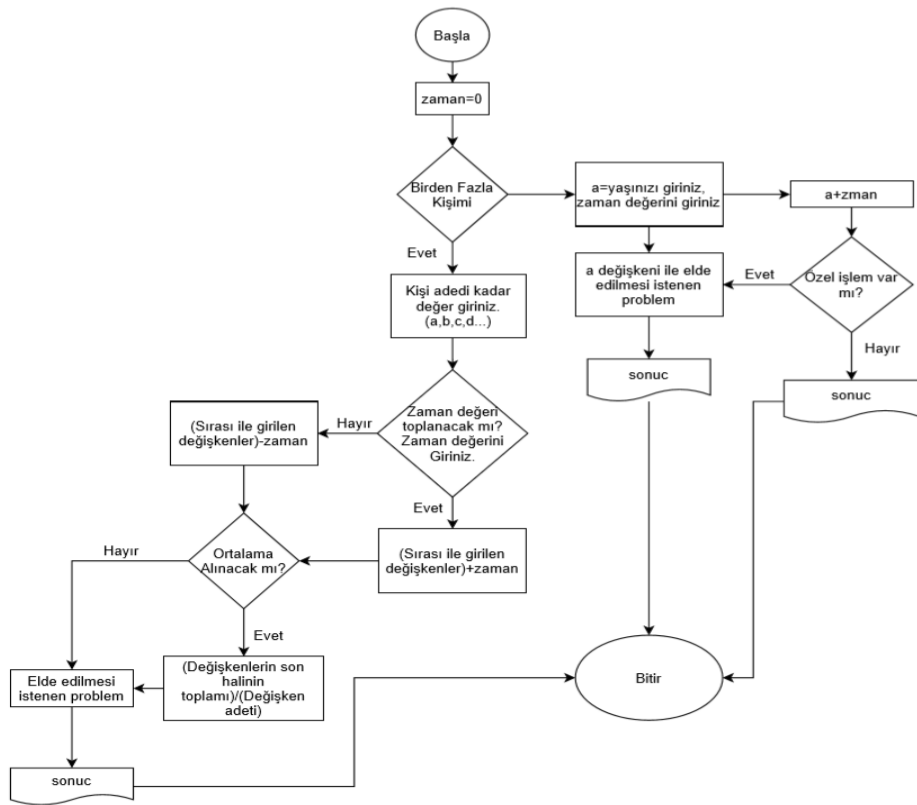 Başla
zaman=0
Birden Fazla
Kişimi
a=yaşınızı giriniz,
zaman değerini giriniz
a+zman
Evet
Evet
Özel işlem var
mı?
a değişkeni ile elde
edilmesi istenen
problem
Kişi adedi kadar
değer giriniz.
(a,b,c,d...)
Hayır
sonuc
sonuc
Zaman değeri
toplanacak mı?
Zaman değerini
Giriniz.
Hayır
(Sırası ile girilen
değişkenler)-zaman
Evet
Hayır
Ortalama
Alınacak mı?
(Sırası ile girilen
değişkenler)+zaman
Evet
Elde edilmesi
istenen problem
(Değişkenlerin son
halinin
toplamı)/(Değişken
adeti)
Bitir
sonuc